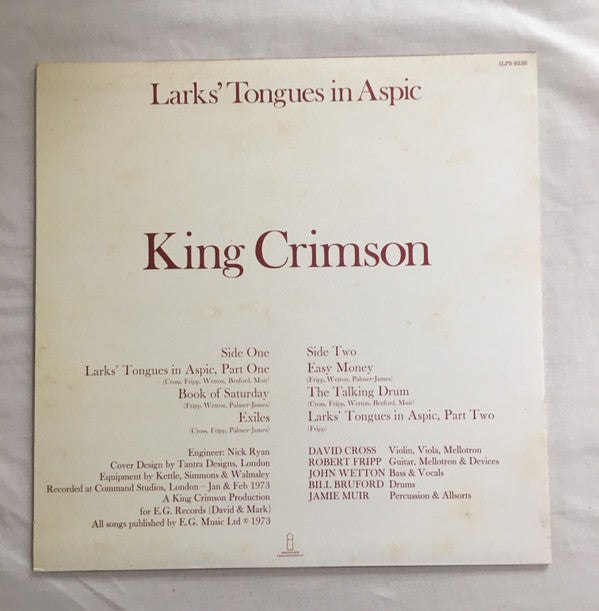 ILPS 9230
Larks' Tongues in Aspic
King Crimson
Side One
Larks' Tongues in Aspic, Part One
(Cross, Fripp, Wetton, Bruford, Muir)
Book of Saturday
(Fripp, Wetton, Palmer-James)
Exiles
(Cross, Fripp, Palmer-James)
Side Two
Easy Money
(Fripp, Wetton, Palmer-James)
The Talking Drum
(Cross, Fripp, Wetton, Bruford, Muir)
Larks' Tongues in Aspic, Part Two
(Fripp)
Engineer: Nick Ryan
Cover Design by Tantra Designs, London
Equipment by Kettle, Simmons & Walmsley
Recorded at Command Studios, London – Jan & Feb 1973
A King Crimson Production
for E.G. Records (David & Mark)
All songs published by E.G. Music Ltd © 1973
DAVID CROSS Violin, Viola, Mellotron
ROBERT FRIPP Guitar, Mellotron & Devices
JOHN WETTON Bass & Vocals
BILL BRUFORD Drums
JAMIE MUIR Percussion & Allsorts